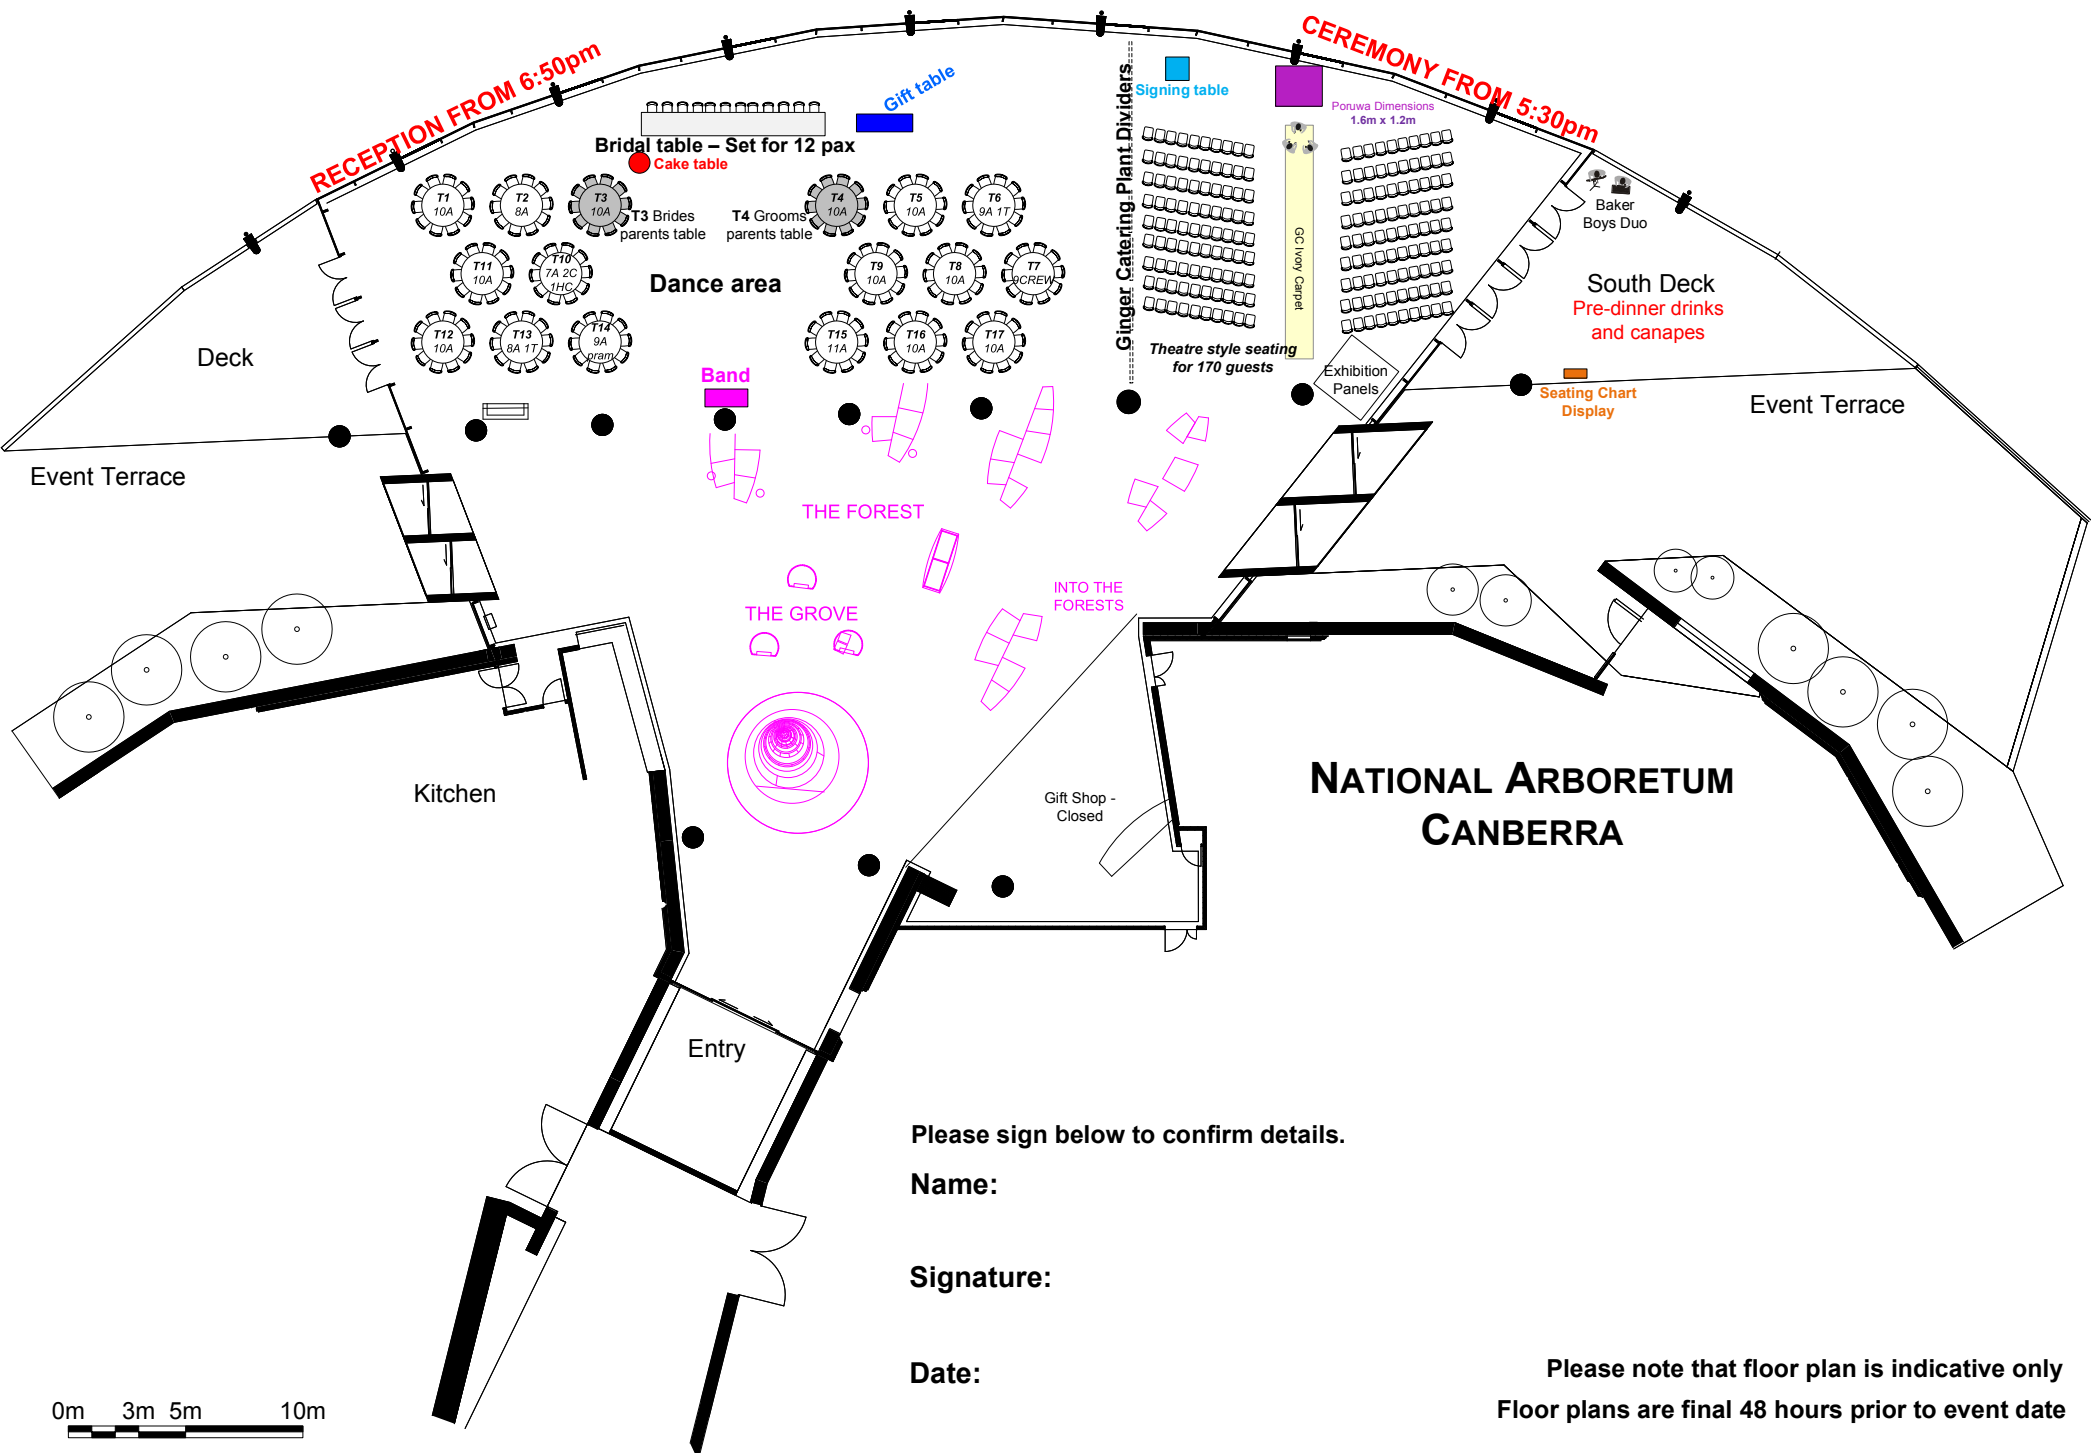 RECEPTION FROM 6:50pm
CEREMONY FROM 5:30pm
Gift table
Bridal table – Set for 12 pax
Cake table
T1
10A
T2
8A
T3
10A
T3 Brides
parents table
T4 Grooms
parents table
T4
10A
T5
10A
T6
9A 1T
T11
10A
T10
7A 2C
1HC
Dance area
T9
10A
T8
10A
T7
9CREW
T12
10A
T13
8A 1T
T14
9A
pram
T15
11A
T16
10A
T17
10A
Band
Ginger Catering Plant Dividers
Signing table
Poruwa Dimensions
1.6m x 1.2m
GC Ivory Carpet
Theatre style seating
for 170 guests
Exhibition
Panels
Baker
Boys Duo
South Deck
Pre-dinner drinks
and canapes
Seating Chart
Display
Event Terrace
Deck
Event Terrace
THE FOREST
THE GROVE
INTO THE
FORESTS
Kitchen
Gift Shop -
Closed
NATIONAL ARBORETUM
CANBERRA
Entry
Please sign below to confirm details.
Name:
Signature:
Date:
0m 3m 5m 10m
Please note that floor plan is indicative only
Floor plans are final 48 hours prior to event date